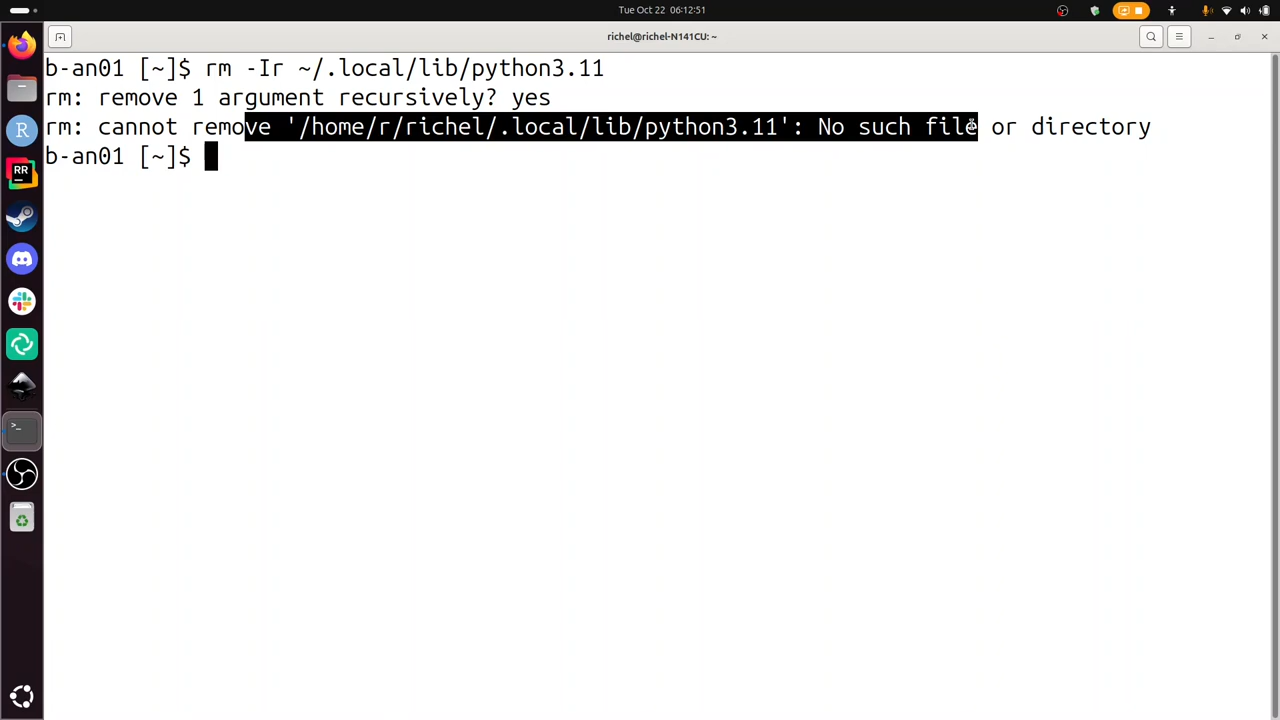 Tue Oct 22 06:12:51
richel@richel-N141CU: ~
b-an01 [~]$ rm -Ir ~/.local/lib/python3.11
rm: remove 1 argument recursively? yes
rm: cannot remove '/home/r/richel/.local/lib/python3.11': No such file or directory
b-an01 [~]$
R
RR
>_